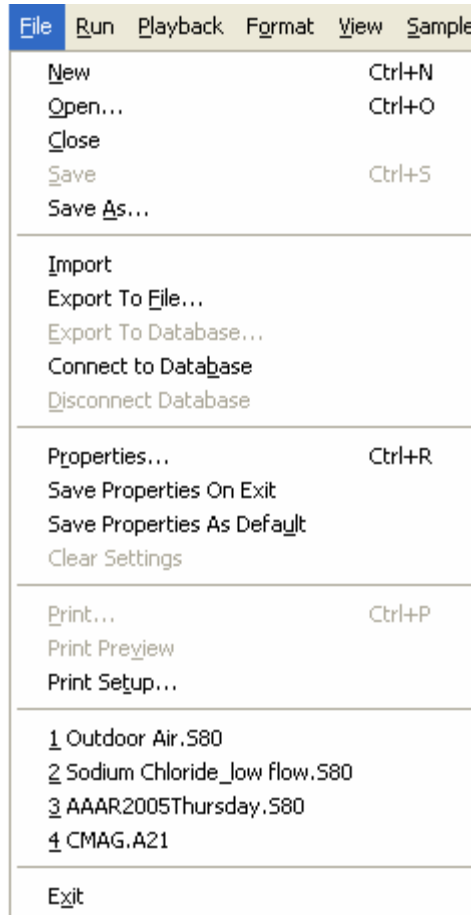 File Run Playback Format View Sample
New Ctrl+N
Open... Ctrl+O
Close
Save Ctrl+S
Save As...
Import
Export To File...
Export To Database...
Connect to Database
Disconnect Database
Properties... Ctrl+R
Save Properties On Exit
Save Properties As Default
Clear Settings
Print... Ctrl+P
Print Preview
Print Setup...
1 Outdoor Air.S80
2 Sodium Chloride_low flow.S80
3 AAAR2005Thursday.S80
4 CMAG.A21
Exit